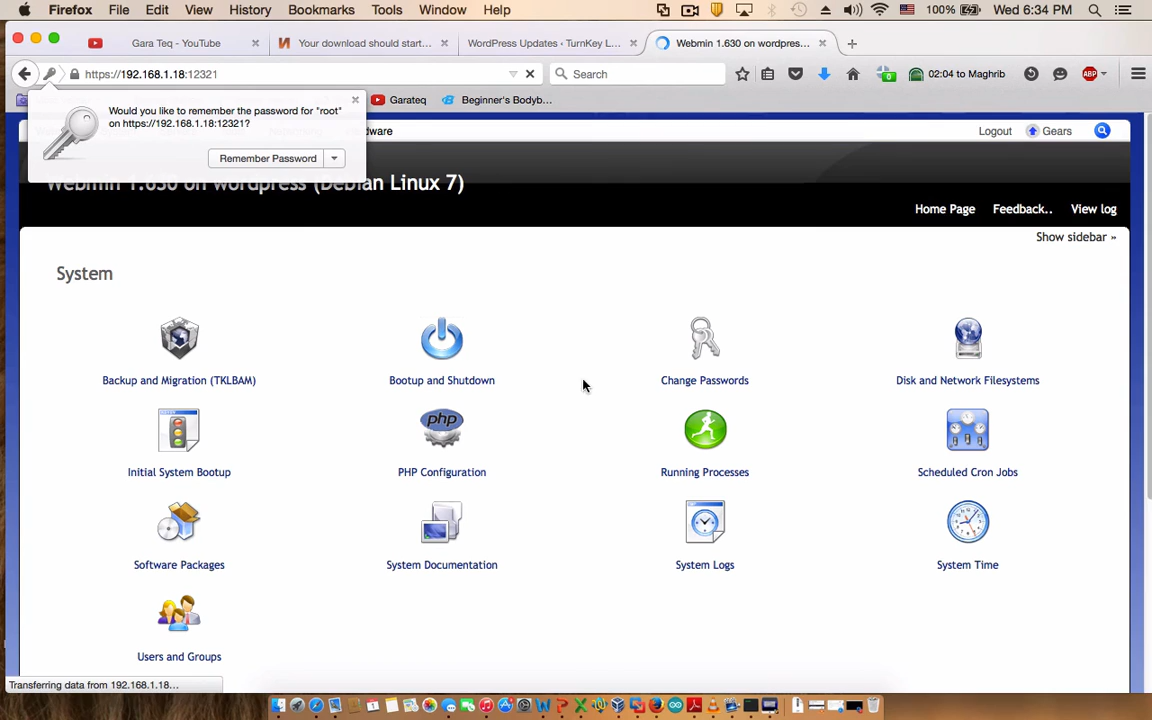 Firefox File Edit View History Bookmarks Tools Window Help 100% Wed 6:34 PM
Gara Teq - YouTube Your download should start... WordPress Updates ‹ TurnKey L... Webmin 1.630 on wordpres...
https://192.168.1.18:12321 Search 02:04 to Maghrib ABP
Garateq Beginner's Bodyb...
Would you like to remember the password for "root"
on https://192.168.1.18:12321?
Remember Password
Logout Gears
Webmin 1.630 on wordpress (Debian Linux 7)
Home Page Feedback.. View log
Show sidebar »
System
Backup and Migration (TKLBAM) Bootup and Shutdown Change Passwords Disk and Network Filesystems
php
Initial System Bootup PHP Configuration Running Processes Scheduled Cron Jobs
Software Packages System Documentation System Logs System Time
Users and Groups
Transferring data from 192.168.1.18...